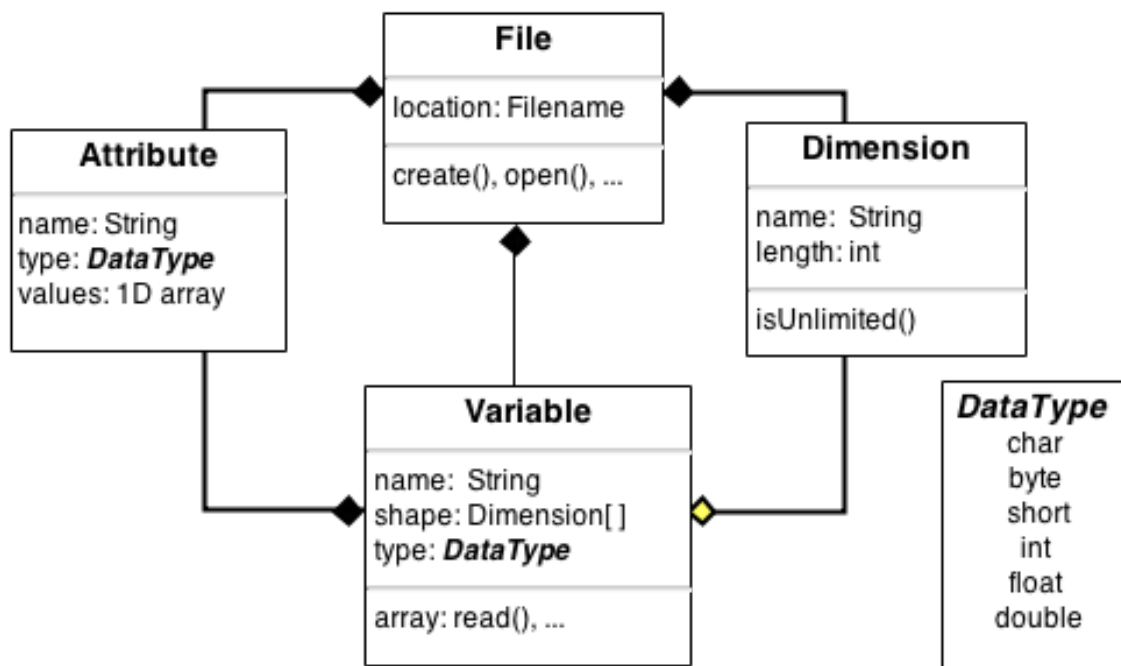 File
location: Filename
create(), open(), ...
Attribute
name: String
type: DataType
values: 1D array
Dimension
name: String
length: int
isUnlimited()
Variable
name: String
shape: Dimension[ ]
type: DataType
array: read(), ...
DataType
char
byte
short
int
float
double